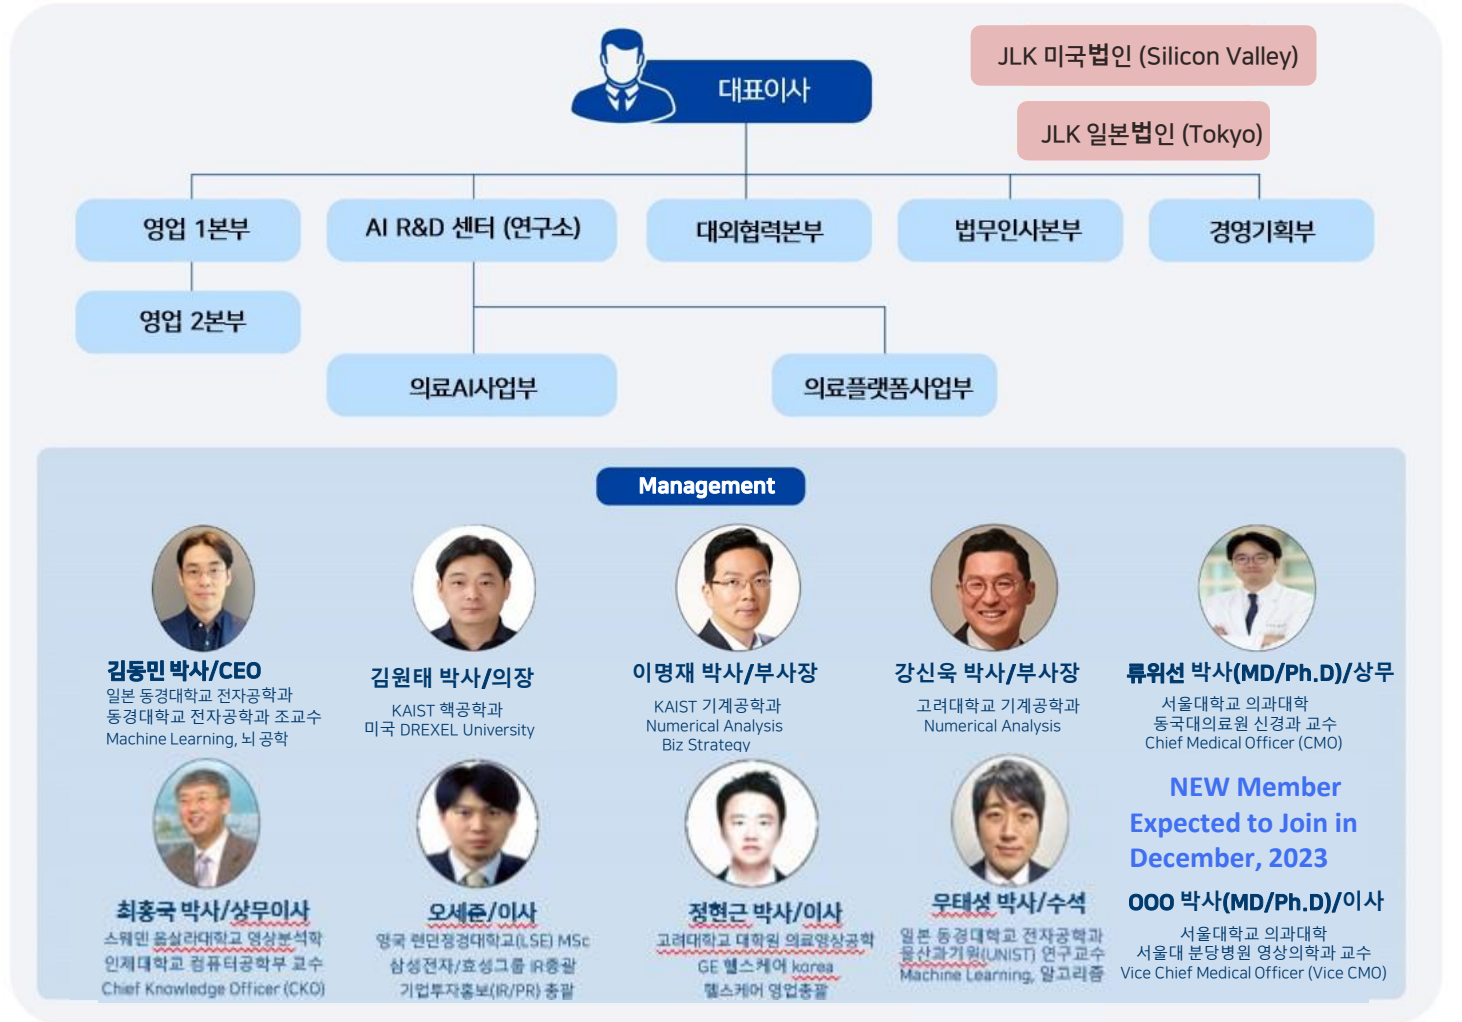 대표이사
JLK 미국법인 (Silicon Valley)
JLK 일본법인 (Tokyo)
영업 1본부
AI R&D 센터 (연구소)
대외협력본부
법무인사본부
경영기획부
영업 2본부
의료AI사업부
의료플랫폼사업부
Management
김동민 박사/CEO
일본 동경대학교 전자공학과
동경대학교 전자공학과 조교수
Machine Learning, 뇌 공학
김원태 박사/의장
KAIST 핵공학과
미국 DREXEL University
이명재 박사/부사장
KAIST 기계공학과
Numerical Analysis
Biz Strategy
강신욱 박사/부사장
고려대학교 기계공학과
Numerical Analysis
류위선 박사(MD/Ph.D)/상무
서울대학교 의과대학
동국대의료원 신경과 교수
Chief Medical Officer (CMO)
최흥국 박사/상무이사
스웨덴 웁살라대학교 영상분석학
인제대학교 컴퓨터공학부 교수
Chief Knowledge Officer (CKO)
오세준/이사
영국 런던정경대학교(LSE) MSc
삼성전자/효성그룹 IR총괄
기업투자홍보(IR/PR) 총괄
정현근 박사/이사
고려대학교 대학원 의료영상공학
GE 헬스케어 korea
헬스케어 영업총괄
우태성 박사/수석
일본 동경대학교 전자공학과
울산과기원(UNIST) 연구교수
Machine Learning, 알고리즘
NEW Member
Expected to Join in
December, 2023
OOO 박사(MD/Ph.D)/이사
서울대학교 의과대학
서울대 분당병원 영상의학과 교수
Vice Chief Medical Officer (Vice CMO)